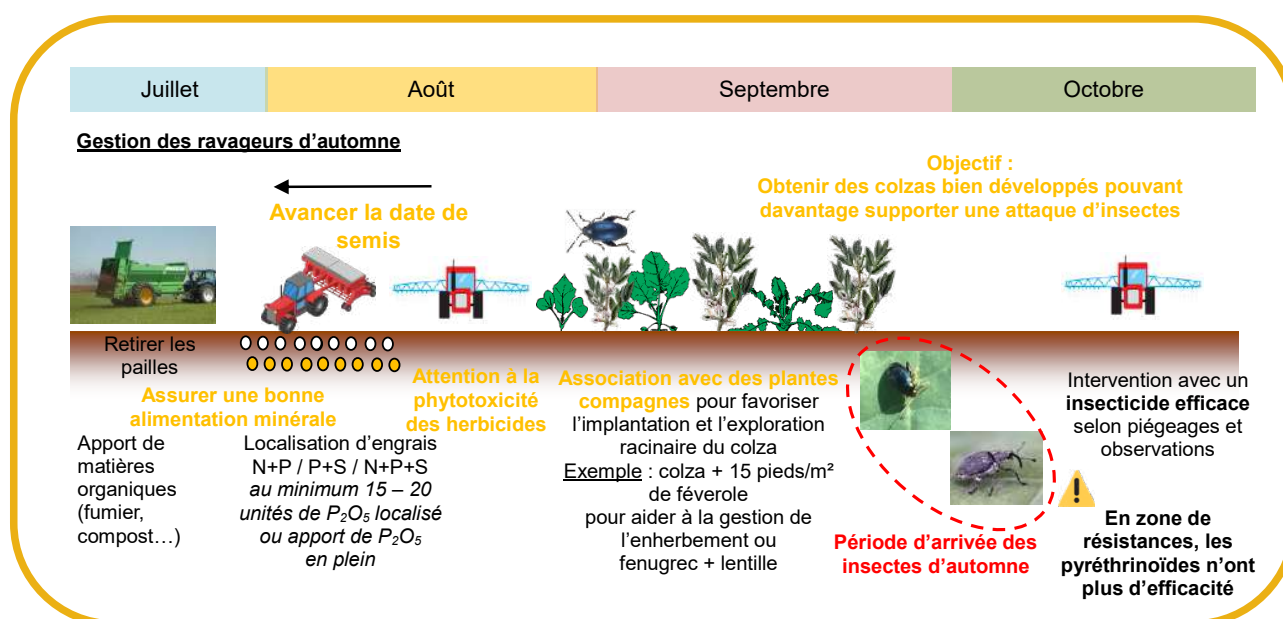 Juillet
Août
Septembre
Octobre
Gestion des ravageurs d'automne
Avancer la date de
semis
Objectif :
Obtenir des colzas bien développés pouvant
davantage supporter une attaque d'insectes
Retirer les
pailles
Assurer une bonne
alimentation minérale
Apport de
matières
organiques
(fumier,
compost…)
Localisation d'engrais
N+P / P+S / N+P+S
au minimum 15 – 20
unités de P₂O₅ localisé
ou apport de P₂O₅
en plein
Attention à la
phytotoxicité
des herbicides
Association avec des plantes
compagnes pour favoriser
l'implantation et l'exploration
racinaire du colza
Exemple : colza + 15 pieds/m²
de féverole
pour aider à la gestion de
l'enherbement ou
fenugrec + lentille
Période d'arrivée des
insectes d'automne
Intervention avec un
insecticide efficace
selon piégeages et
observations
En zone de
résistances, les
pyréthrinoïdes n'ont
plus d'efficacité